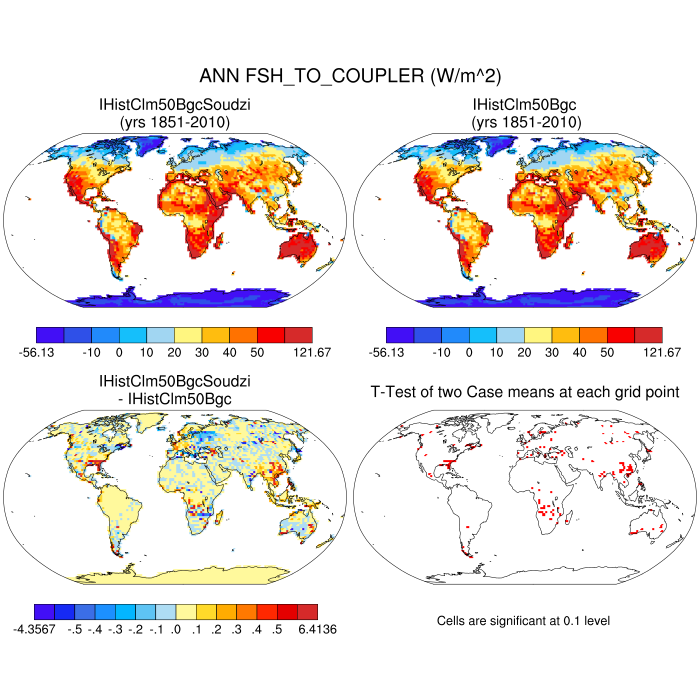 ANN FSH_TO_COUPLER (W/m^2)
IHistClm50BgcSoudzi
(yrs 1851-2010)
IHistClm50Bgc
(yrs 1851-2010)
-56.13 -10 0 10 20 30 40 50 121.67
-56.13 -10 0 10 20 30 40 50 121.67
IHistClm50BgcSoudzi
- IHistClm50Bgc
T-Test of two Case means at each grid point
-4.3567 -.5 -.4 -.3 -.2 -.1 .0 .1 .2 .3 .4 .5 6.4136
Cells are significant at 0.1 level